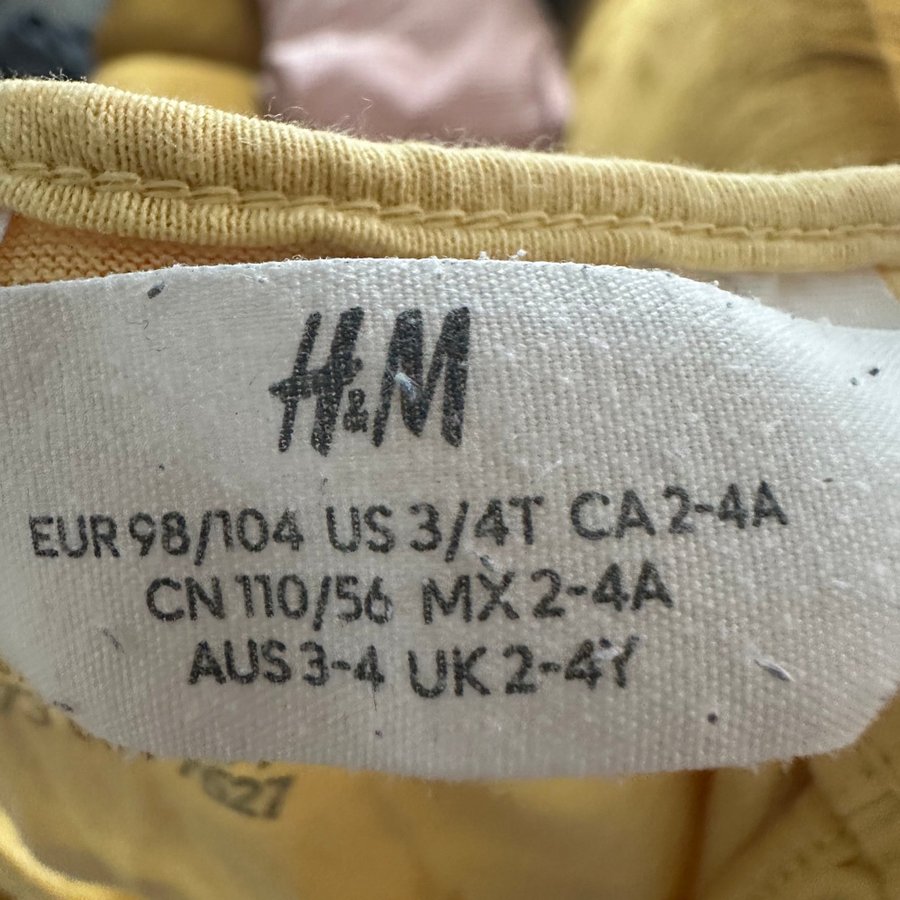 H&M
EUR 98/104 US 3/4T CA 2-4A
CN 110/56 MX 2-4A
AUS 3-4 UK 2-4Y